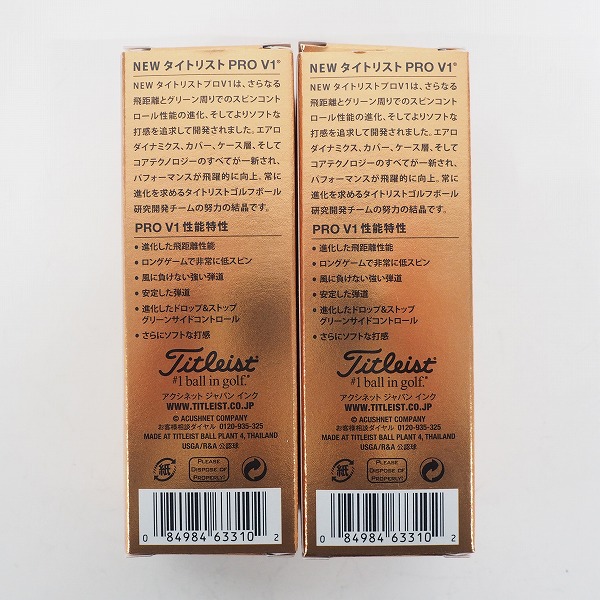 NEW タイトリスト PRO V1®
NEW タイトリストプロV1は、さらなる
飛距離とグリーン周りでのスピンコント
ロール性能の進化、そしてよりソフトな
打感を追求して開発されました。エアロ
ダイナミクス、カバー、ケース層、そして
コアテクノロジーのすべてが一新され、
パフォーマンスが飛躍的に向上。常に
進化を求めるタイトリストゴルフボール
研究開発チームの努力の結晶です。
PRO V1 性能特性
• 進化した飛距離性能
• ロングゲームで非常に低スピン
• 風に負けない強い弾道
• 安定した弾道
• 進化したドロップ&ストップ
グリーンサイドコントロール
• さらにソフトな打感
Titleist®
#1 ball in golf.®
アクシネット ジャパン インク
WWW.TITLEIST.CO.JP
© ACUSHNET COMPANY
お客様相談ダイヤル 0120-935-325
MADE AT TITLEIST BALL PLANT 4, THAILAND
USGA/R&A 公認球
紙
PLEASE
DISPOSE OF
PROPERLY!
0 84984 63310 2
NEW タイトリスト PRO V1®
NEW タイトリストプロV1は、さらなる
飛距離とグリーン周りでのスピンコント
ロール性能の進化、そしてよりソフトな
打感を追求して開発されました。エアロ
ダイナミクス、カバー、ケース層、そして
コアテクノロジーのすべてが一新され、
パフォーマンスが飛躍的に向上。常に
進化を求めるタイトリストゴルフボール
研究開発チームの努力の結晶です。
PRO V1 性能特性
• 進化した飛距離性能
• ロングゲームで非常に低スピン
• 風に負けない強い弾道
• 安定した弾道
• 進化したドロップ&ストップ
グリーンサイドコントロール
• さらにソフトな打感
Titleist®
#1 ball in golf.®
アクシネット ジャパン インク
WWW.TITLEIST.CO.JP
© ACUSHNET COMPANY
お客様相談ダイヤル 0120-935-325
MADE AT TITLEIST BALL PLANT 4, THAILAND
USGA/R&A 公認球
紙
PLEASE
DISPOSE OF
PROPERLY!
0 84984 63310 2